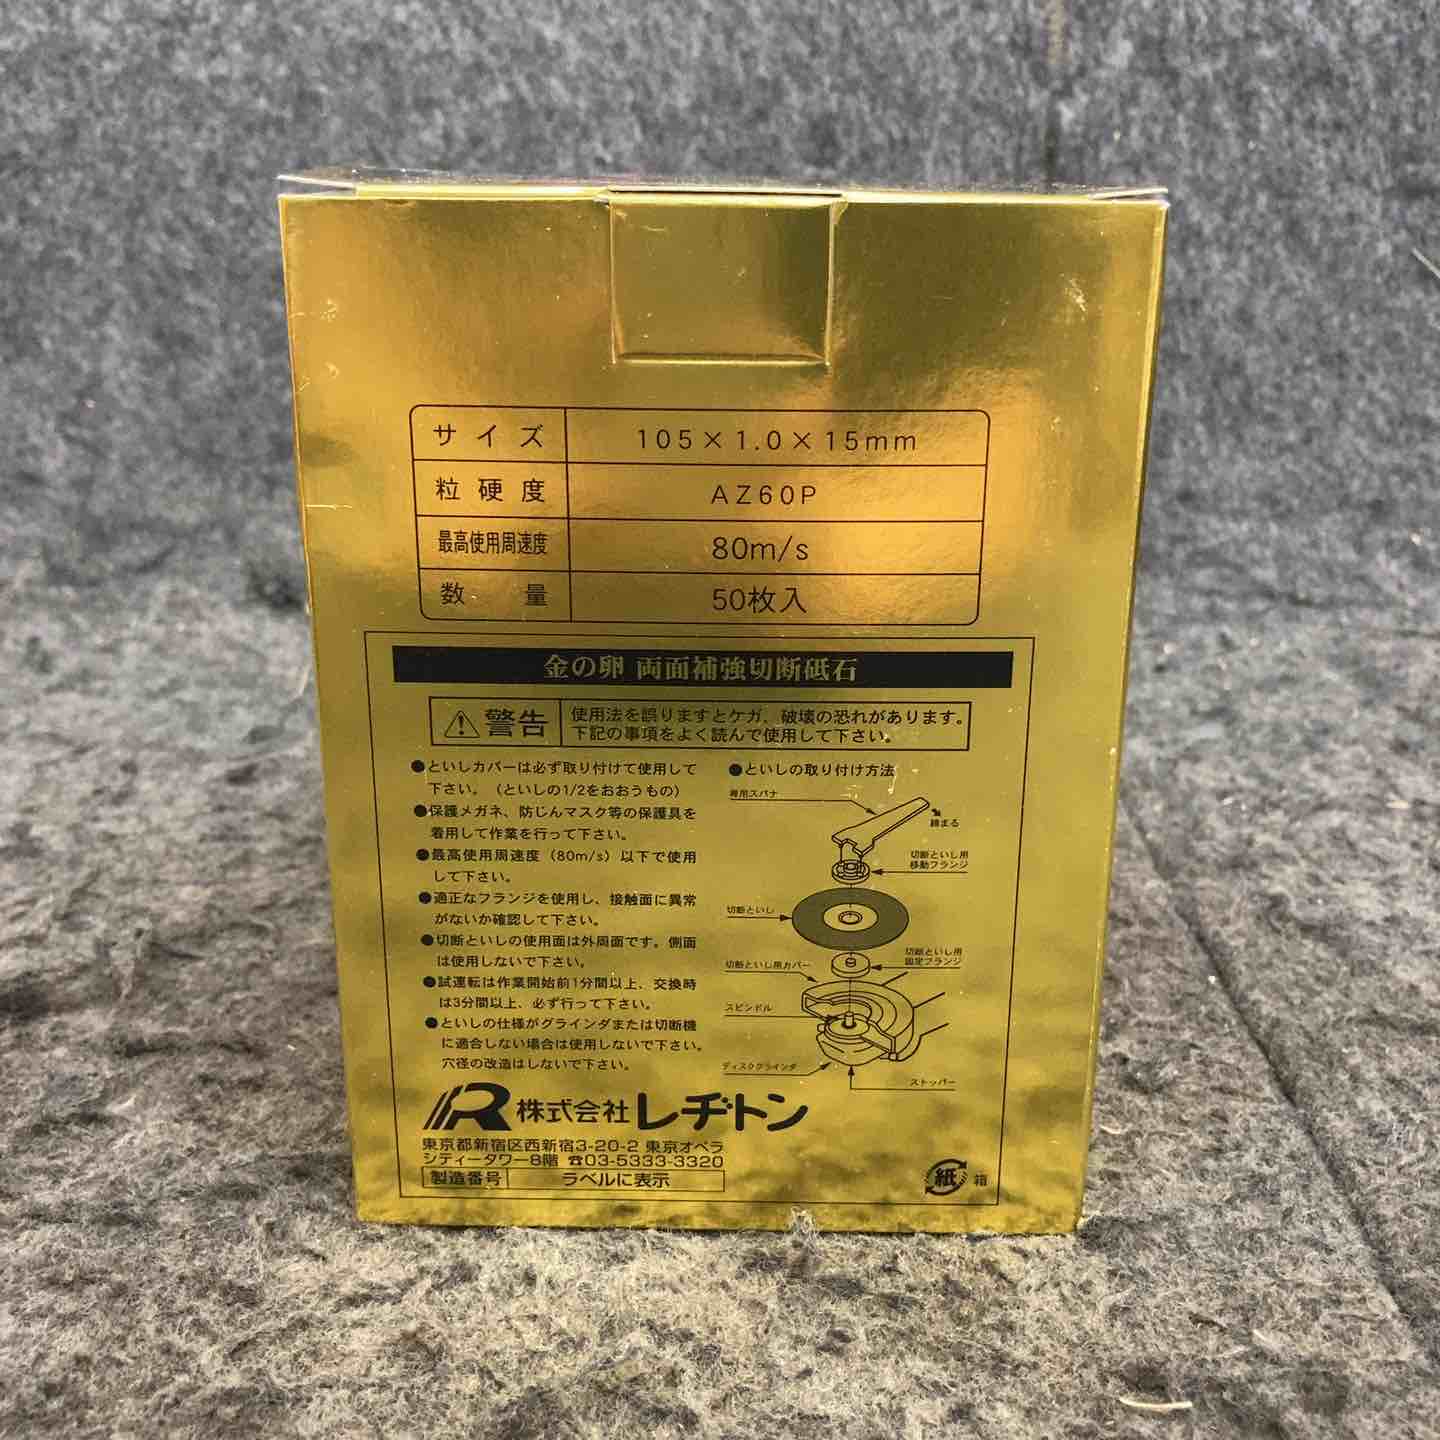 サイズ 105×1.0×15mm
粒硬度 AZ60P
最高使用周速度 80m/s
数量 50枚入
金の卵 両面補強切断砥石
⚠警告 使用法を誤りますとケガ、破壊の恐れがあります。
下記の事項をよく読んで使用して下さい。
●といしカバーは必ず取り付けて使用して
下さい。（といしの1/2をおおうもの）
●保護メガネ、防じんマスク等の保護具を
着用して作業を行って下さい。
●最高使用周速度（80m/s）以下で使用
して下さい。
●適正なフランジを使用し、接触面に異常
がないか確認して下さい。
●切断といしの使用面は外周面です。側面
は使用しないで下さい。
●試運転は作業開始前1分間以上、交換時
は3分間以上、必ず行って下さい。
●といしの仕様がグラインダまたは切断機
に適合しない場合は使用しないで下さい。
穴径の改造はしないで下さい。
●といしの取り付け方法
専用スパナ
締まる
切断といし用
移動フランジ
切断といし
切断といし用
固定フランジ
切断といし用カバー
スピンドル
ディスクグラインダ
ストッパー
R 株式会社レヂトン
東京都新宿区西新宿3-20-2 東京オペラ
シティータワー8階 ☎03-5333-3320
製造番号 ラベルに表示
紙 箱